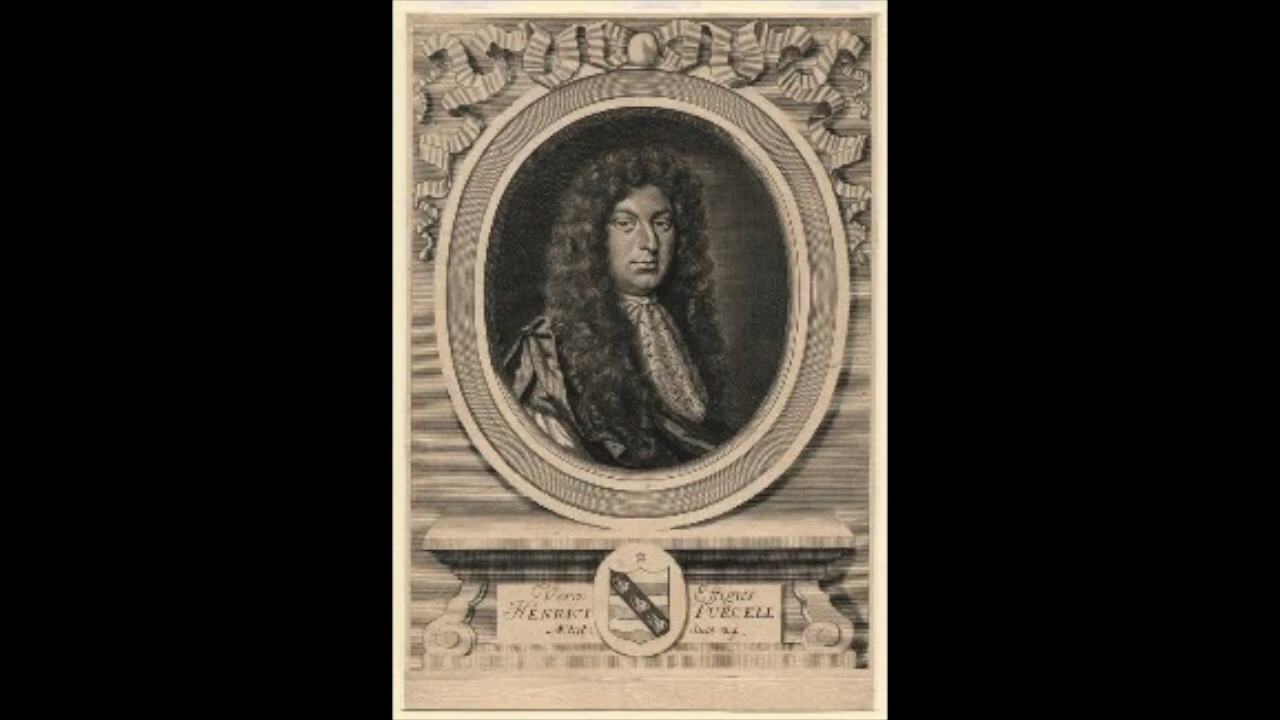 Vera Effigies
HENRICI PURCELL
Ætat: Suæ 24.